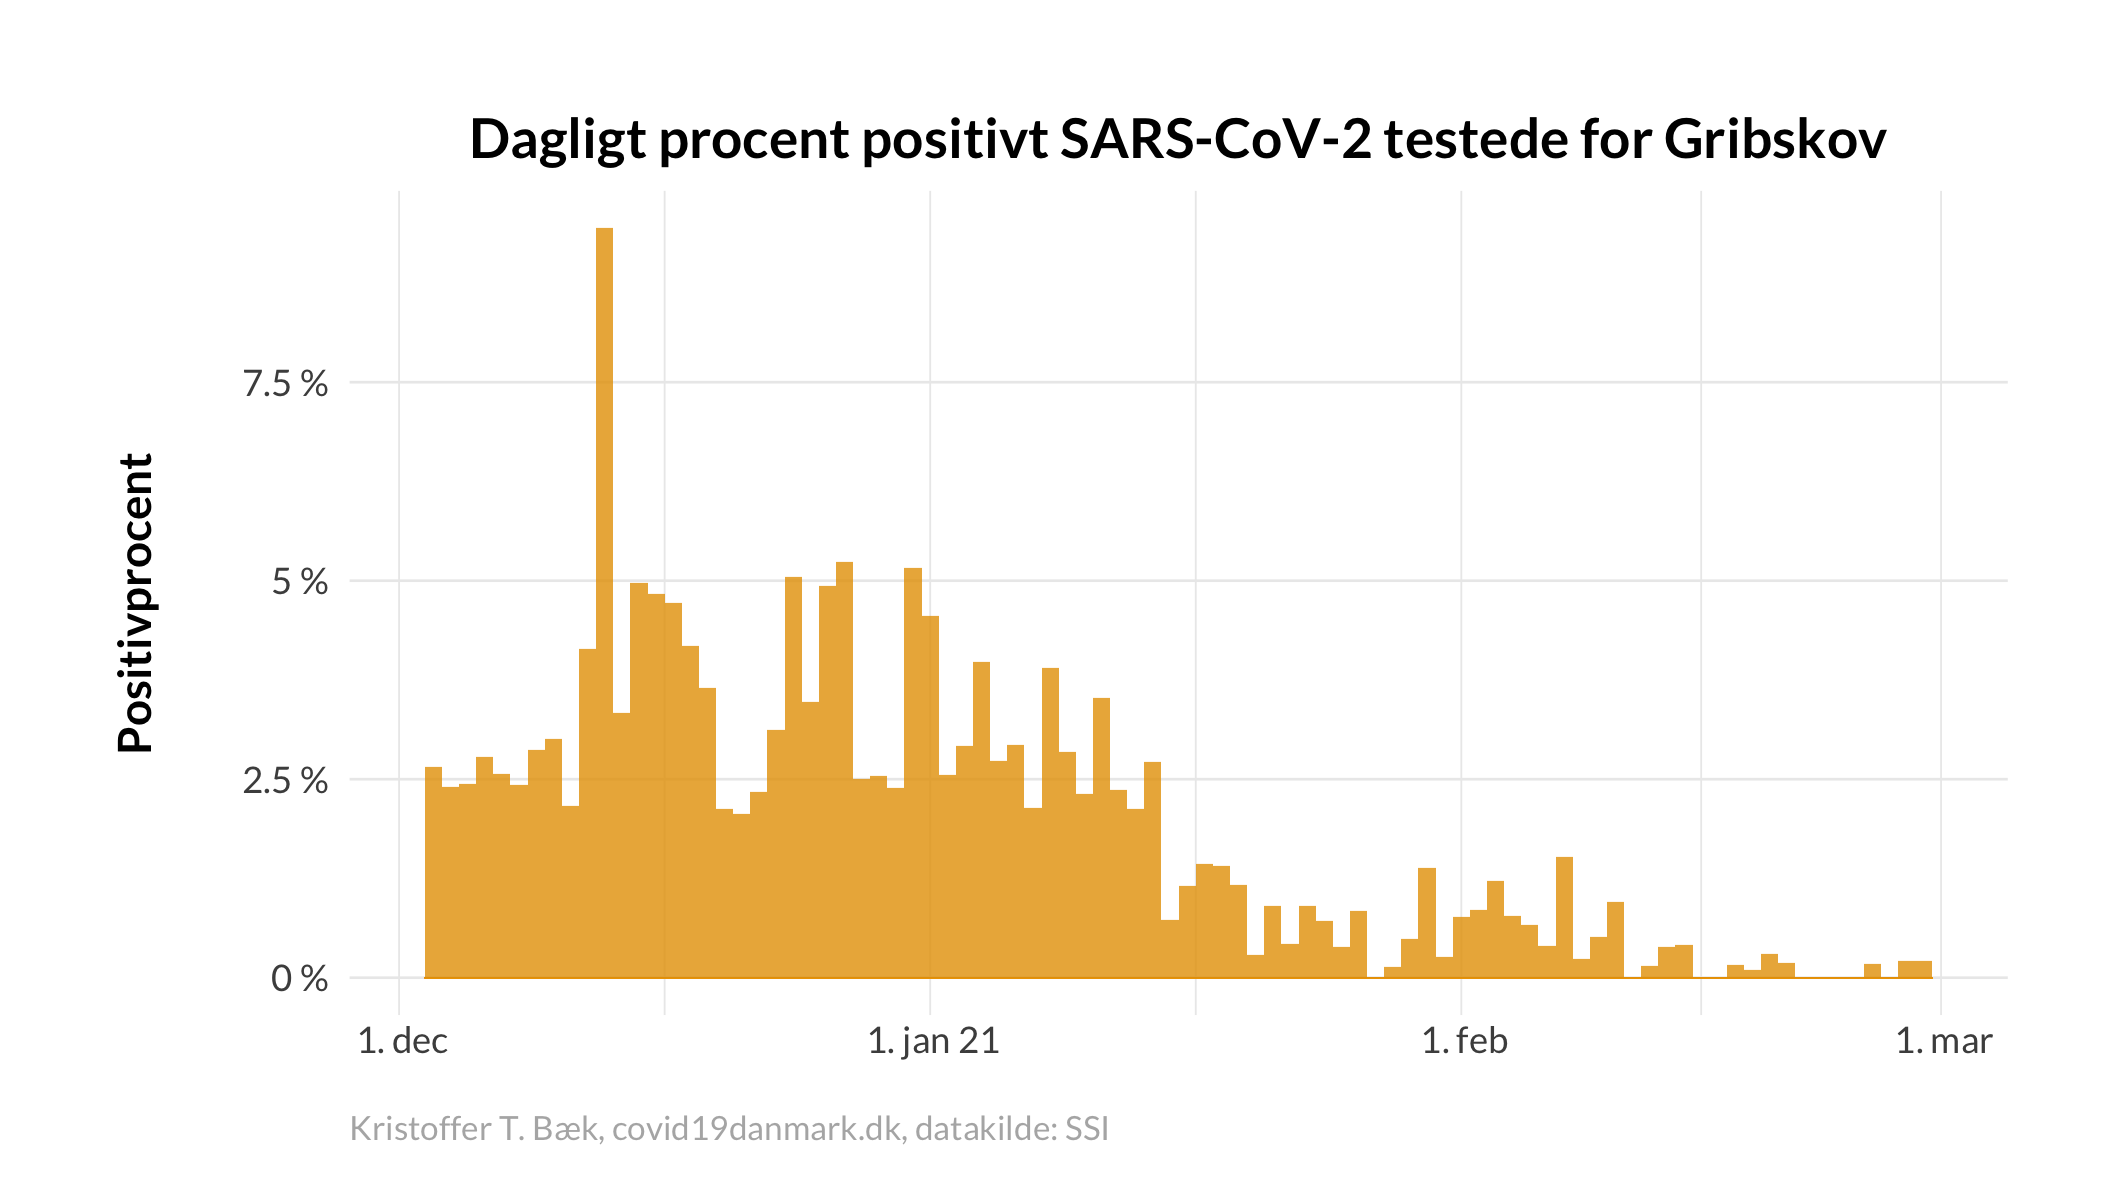 Dagligt procent positivt SARS-CoV-2 testede for Gribskov
Positivprocent
7.5 %
5 %
2.5 %
0 %
1. dec
1. jan 21
1. feb
1. mar
Kristoffer T. Bæk, covid19danmark.dk, datakilde: SSI